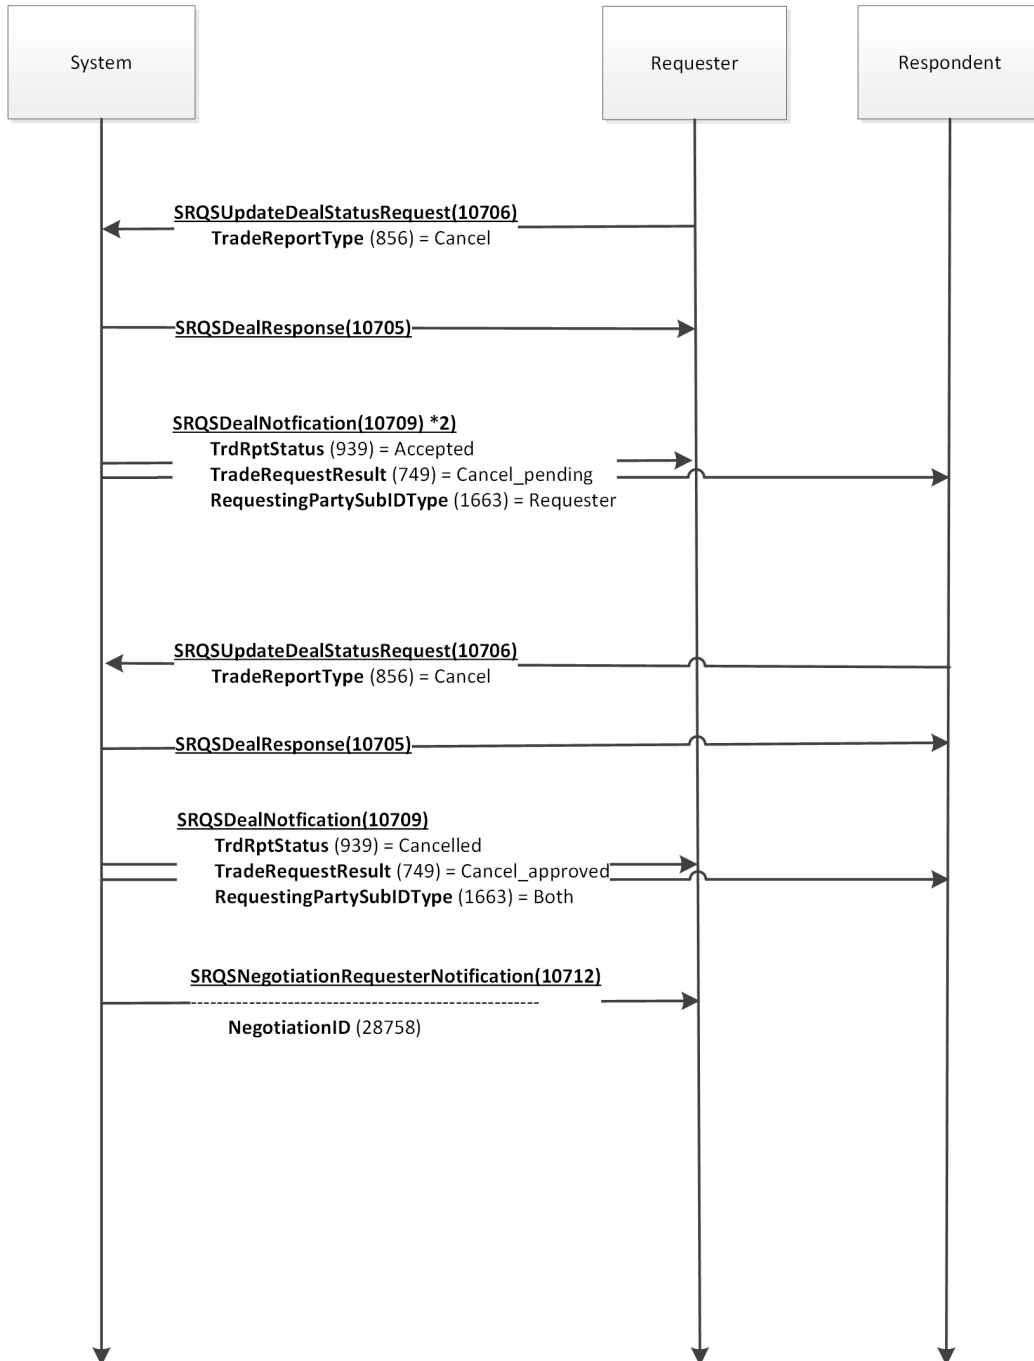 System
Requester
Respondent
SRQSUpdateDealStatusRequest(10706)
TradeReportType (856) = Cancel
SRQSDealResponse(10705)
SRQSDealNotfication(10709) *2)
TrdRptStatus (939) = Accepted
TradeRequestResult (749) = Cancel_pending
RequestingPartySubIDType (1663) = Requester
SRQSUpdateDealStatusRequest(10706)
TradeReportType (856) = Cancel
SRQSDealResponse(10705)
SRQSDealNotfication(10709)
TrdRptStatus (939) = Cancelled
TradeRequestResult (749) = Cancel_approved
RequestingPartySubIDType (1663) = Both
SRQSNegotiationRequesterNotification(10712)
NegotiationID (28758)